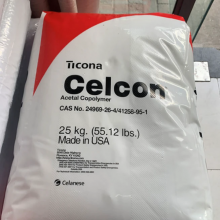 Ticona
Celcon
Acetal Copolymer
CAS No. 24969-26-4/41256-95-1
25 kg. (55.12 lbs.)
Made in USA
Celanese